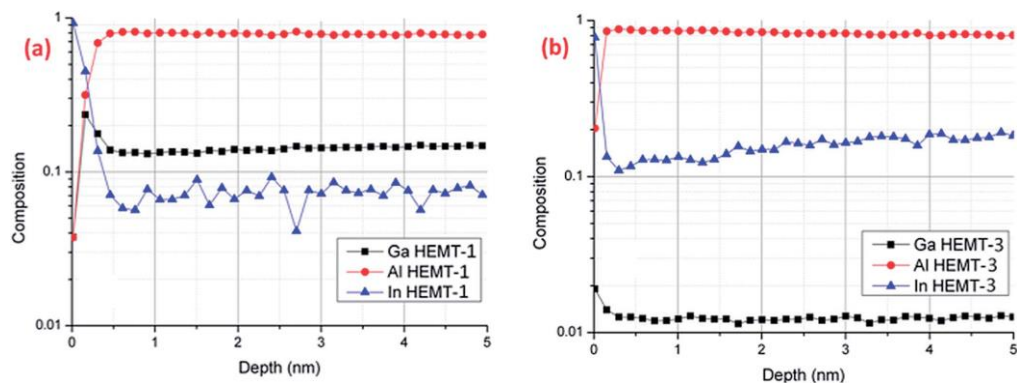 (a)
1
0.1
0.01
Composition
Ga HEMT-1
Al HEMT-1
In HEMT-1
0 1 2 3 4 5
Depth (nm)
(b)
1
0.1
0.01
Composition
Ga HEMT-3
Al HEMT-3
In HEMT-3
0 1 2 3 4 5
Depth (nm)